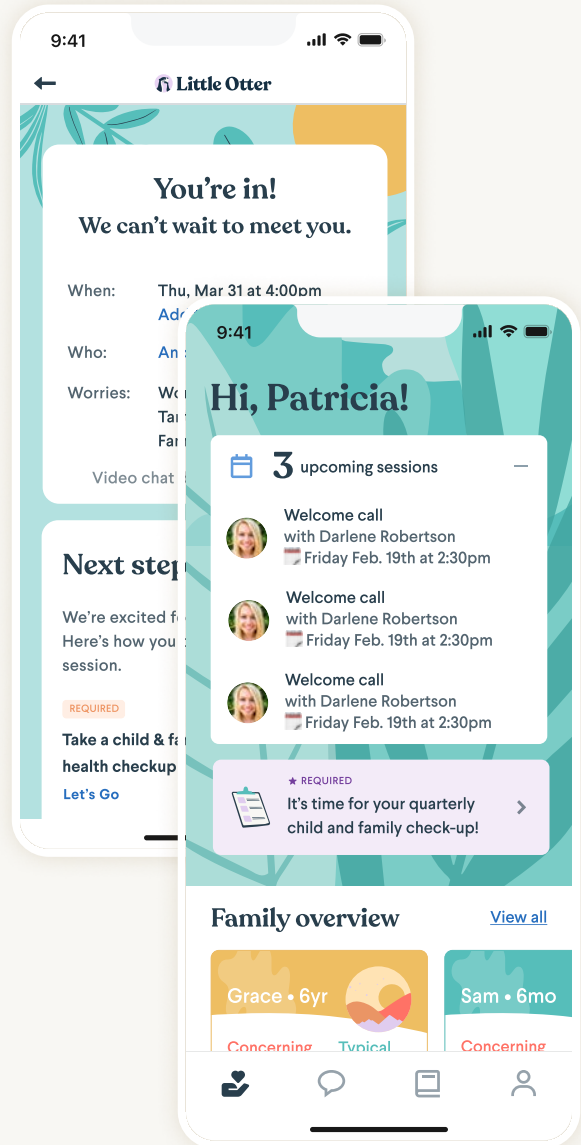 9:41
Little Otter
You're in!
We can't wait to meet you.
When: Thu, Mar 31 at 4:00pm
Who:
Worries:
Video chat
Next
We're excited
Here's how you
session.
REQUIRED
Take a child &
health checkup
Let's Go
9:41
Hi, Patricia!
3 upcoming sessions
Welcome call
with Darlene Robertson
Friday Feb. 19th at 2:30pm
Welcome call
with Darlene Robertson
Friday Feb. 19th at 2:30pm
Welcome call
with Darlene Robertson
Friday Feb. 19th at 2:30pm
★ REQUIRED
It's time for your quarterly
child and family check-up!
Family overview
View all
Grace • 6yr
Concerning Typical
Sam • 6mo
Concerning